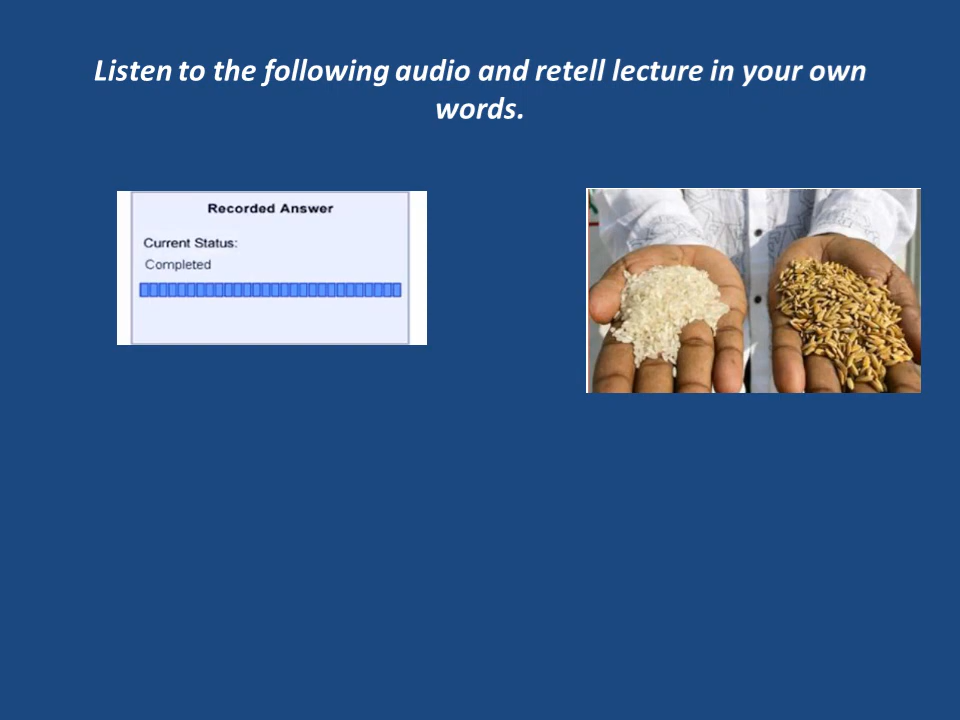 Listen to the following audio and retell lecture in your own
words.
Recorded Answer
Current Status:
Completed